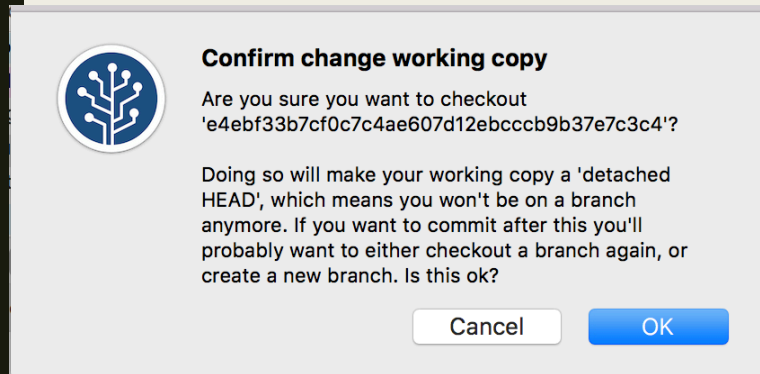 Confirm change working copy
Are you sure you want to checkout
'e4ebf33b7cf0c7c4ae607d12ebcccb9b37e7c3c4'?
Doing so will make your working copy a 'detached
HEAD', which means you won't be on a branch
anymore. If you want to commit after this you'll
probably want to either checkout a branch again, or
create a new branch. Is this ok?
Cancel
OK